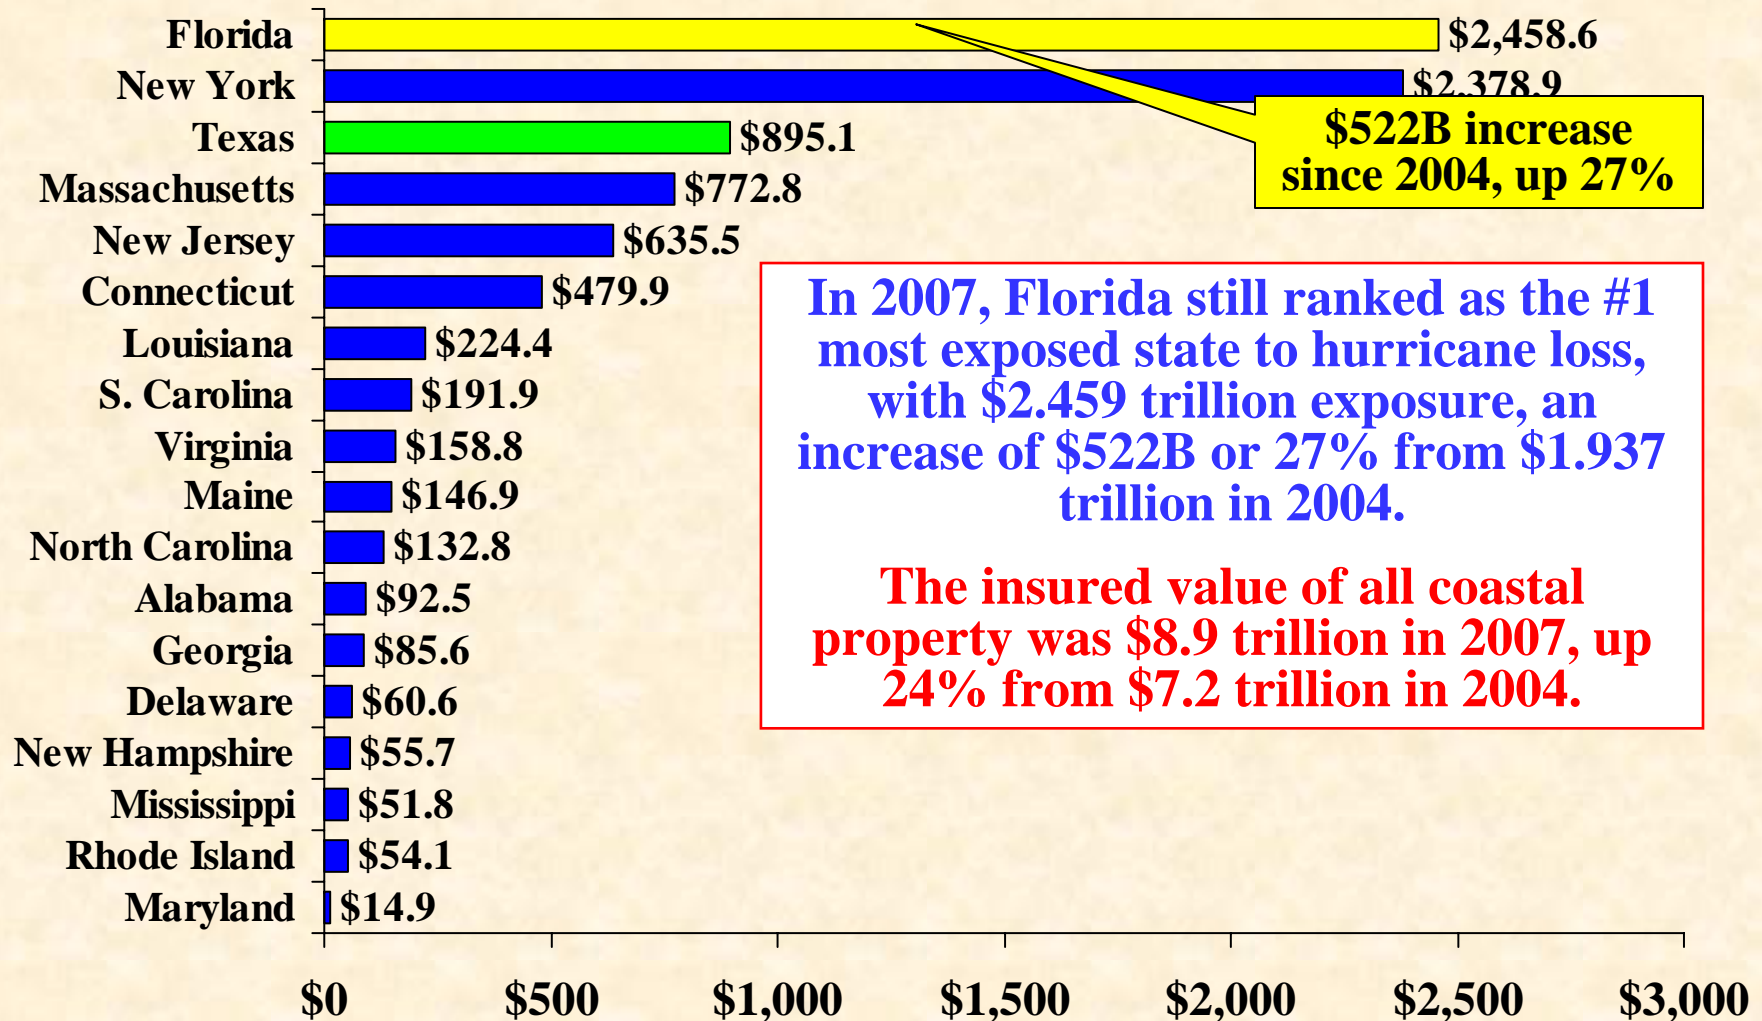 Florida $2,458.6
New York $2,378.9
Texas $895.1
Massachusetts $772.8
New Jersey $635.5
Connecticut $479.9
Louisiana $224.4
S. Carolina $191.9
Virginia $158.8
Maine $146.9
North Carolina $132.8
Alabama $92.5
Georgia $85.6
Delaware $60.6
New Hampshire $55.7
Mississippi $51.8
Rhode Island $54.1
Maryland $14.9
$0 $500 $1,000 $1,500 $2,000 $2,500 $3,000
$522B increase
since 2004, up 27%
In 2007, Florida still ranked as the #1
most exposed state to hurricane loss,
with $2.459 trillion exposure, an
increase of $522B or 27% from $1.937
trillion in 2004.
The insured value of all coastal
property was $8.9 trillion in 2007, up
24% from $7.2 trillion in 2004.